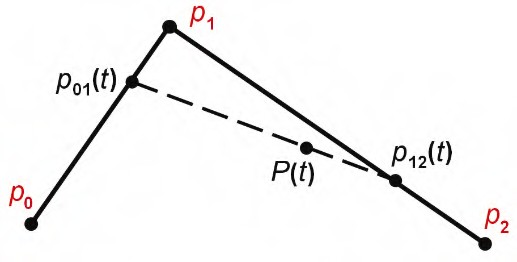 p₁
p₀₁(t)
p₁₂(t)
P(t)
p₀
p₂